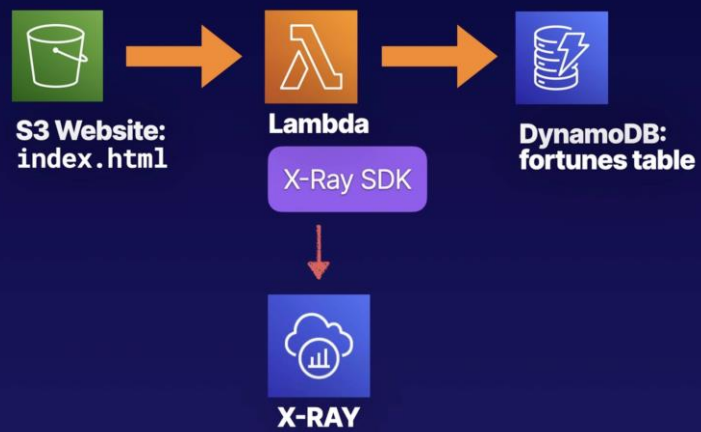 S3 Website:
index.html
Lambda
X-Ray SDK
DynamoDB:
fortunes table
X-RAY